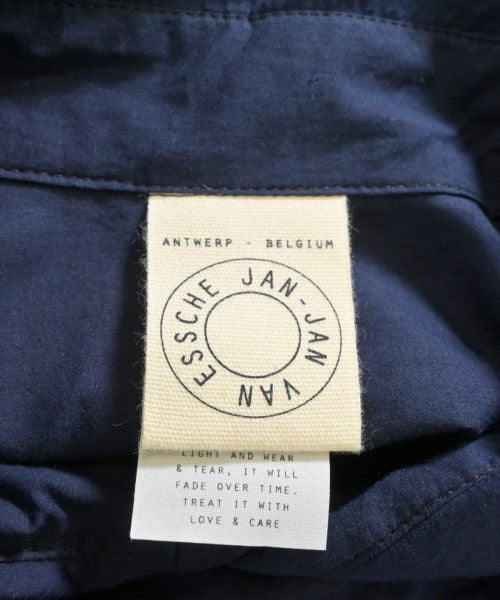 ANTWERP - BELGIUM
JAN-JAN VAN ESSCHE
LIGHT AND WEAR
& TEAR, IT WILL
FADE OVER TIME.
TREAT IT WITH
LOVE & CARE